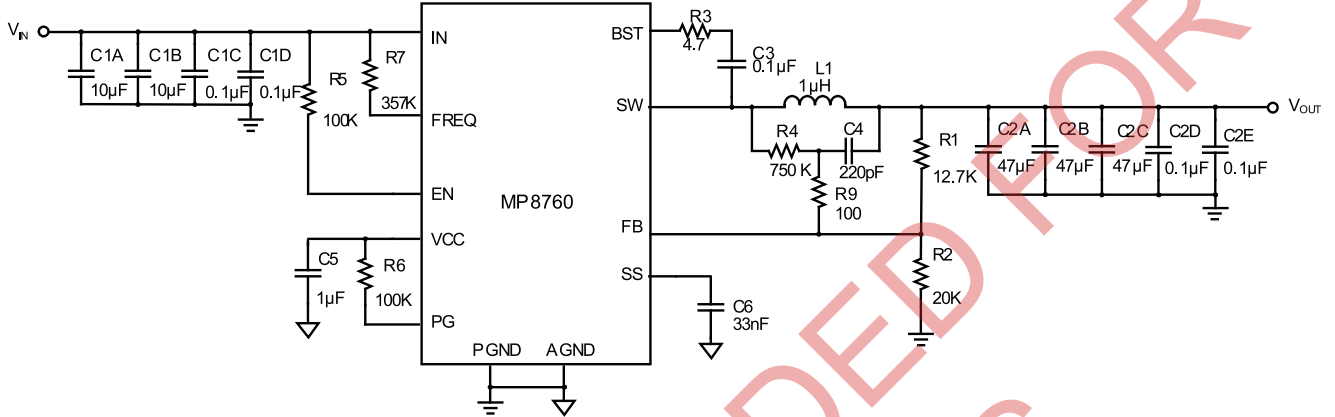 VIN
C1A
10µF
C1B
10µF
C1C
0.1µF
C1D
0.1µF
R5
100K
R7
357K
IN
FREQ
EN
VCC
PG
C5
1µF
R6
100K
MP8760
PGND
AGND
BST
SW
FB
SS
R3
4.7
C3
0.1µF
L1
1µH
R4
750 K
C4
220pF
R9
100
R1
12.7K
R2
20K
C6
33nF
C2A
47µF
C2B
47µF
C2C
47µF
C2D
0.1µF
C2E
0.1µF
VOUT
DED FOR